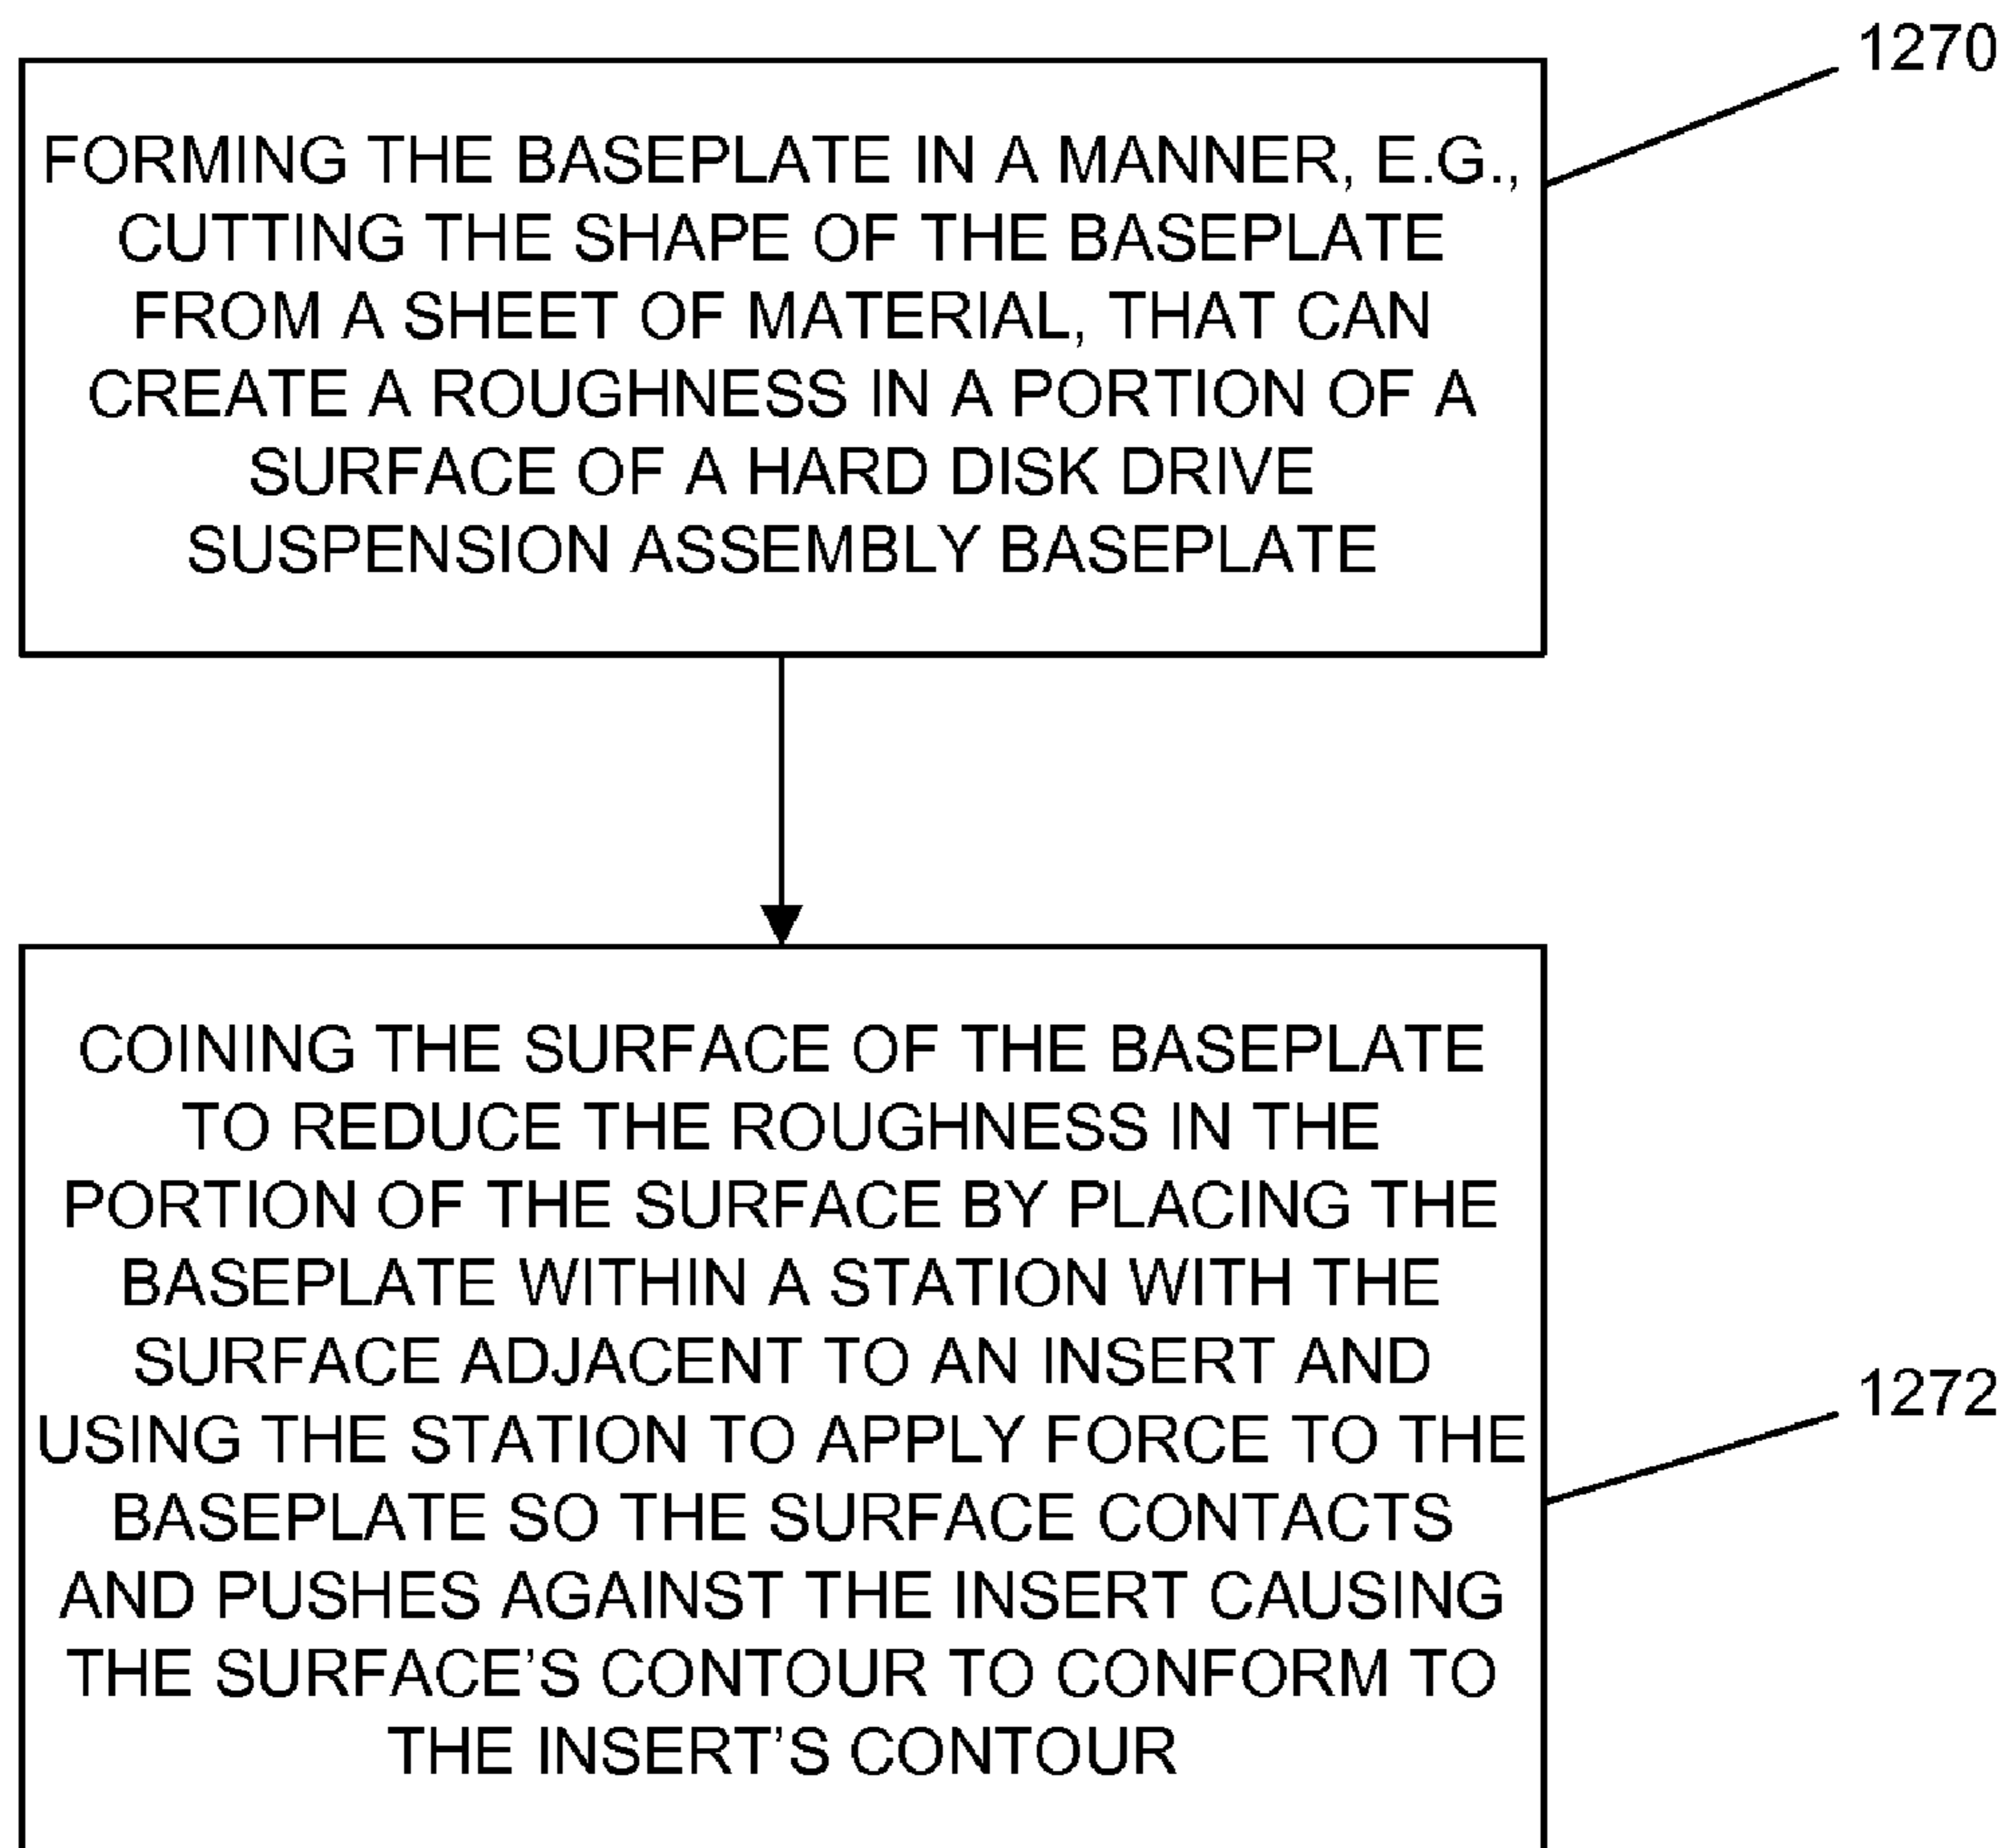 1270
FORMING THE BASEPLATE IN A MANNER, E.G.,
CUTTING THE SHAPE OF THE BASEPLATE
FROM A SHEET OF MATERIAL, THAT CAN
CREATE A ROUGHNESS IN A PORTION OF A
SURFACE OF A HARD DISK DRIVE
SUSPENSION ASSEMBLY BASEPLATE
COINING THE SURFACE OF THE BASEPLATE
TO REDUCE THE ROUGHNESS IN THE
PORTION OF THE SURFACE BY PLACING THE
BASEPLATE WITHIN A STATION WITH THE
SURFACE ADJACENT TO AN INSERT AND
USING THE STATION TO APPLY FORCE TO THE
BASEPLATE SO THE SURFACE CONTACTS
AND PUSHES AGAINST THE INSERT CAUSING
THE SURFACE’S CONTOUR TO CONFORM TO
THE INSERT’S CONTOUR
1272